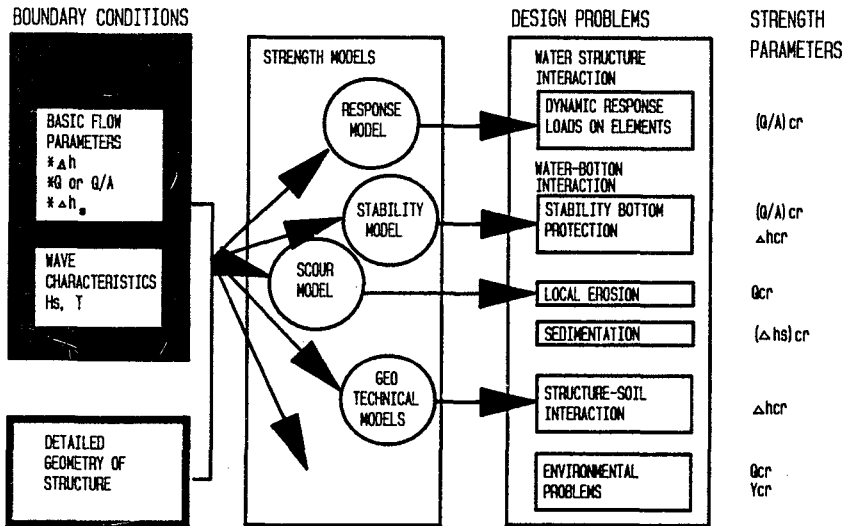 BOUNDARY CONDITIONS
BASIC FLOW
PARAMETERS
* Δh
*Q or Q/A
* Δhs
WAVE
CHARACTERISTICS
Hs, T
DETAILED
GEOMETRY OF
STRUCTURE
STRENGTH MODELS
RESPONSE
MODEL
STABILITY
MODEL
SCOUR
MODEL
GEO
TECHNICAL
MODELS
DESIGN PROBLEMS
WATER STRUCTURE
INTERACTION
DYNAMIC RESPONSE
LOADS ON ELEMENTS
WATER-BOTTON
INTERACTION
STABILITY BOTTOM
PROTECTION
LOCAL EROSION
SEDIMENTATION
STRUCTURE-SOIL
INTERACTION
ENVIRONMENTAL
PROBLEMS
STRENGTH
PARAMETERS
(Q/A)cr
(Q/A)cr
Δhcr
Qcr
(Δhs)cr
Δhcr
Qcr
Ycr